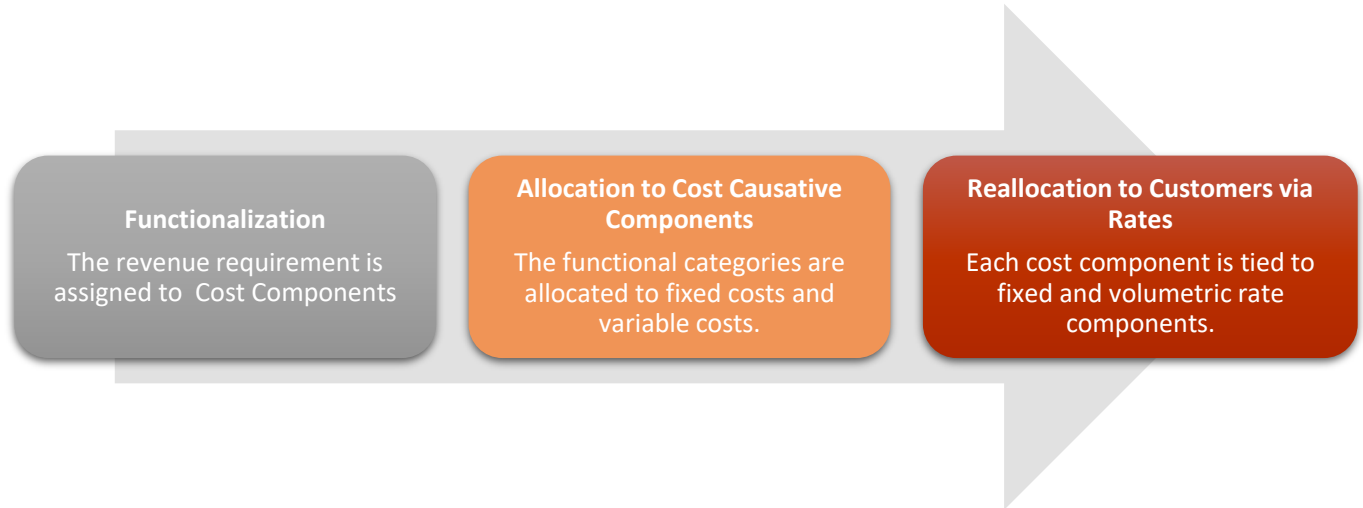 Functionalization
The revenue requirement is
assigned to  Cost Components
Allocation to Cost Causative
Components
The functional categories are
allocated to fixed costs and
variable costs.
Reallocation to Customers via
Rates
Each cost component is tied to
fixed and volumetric rate
components.